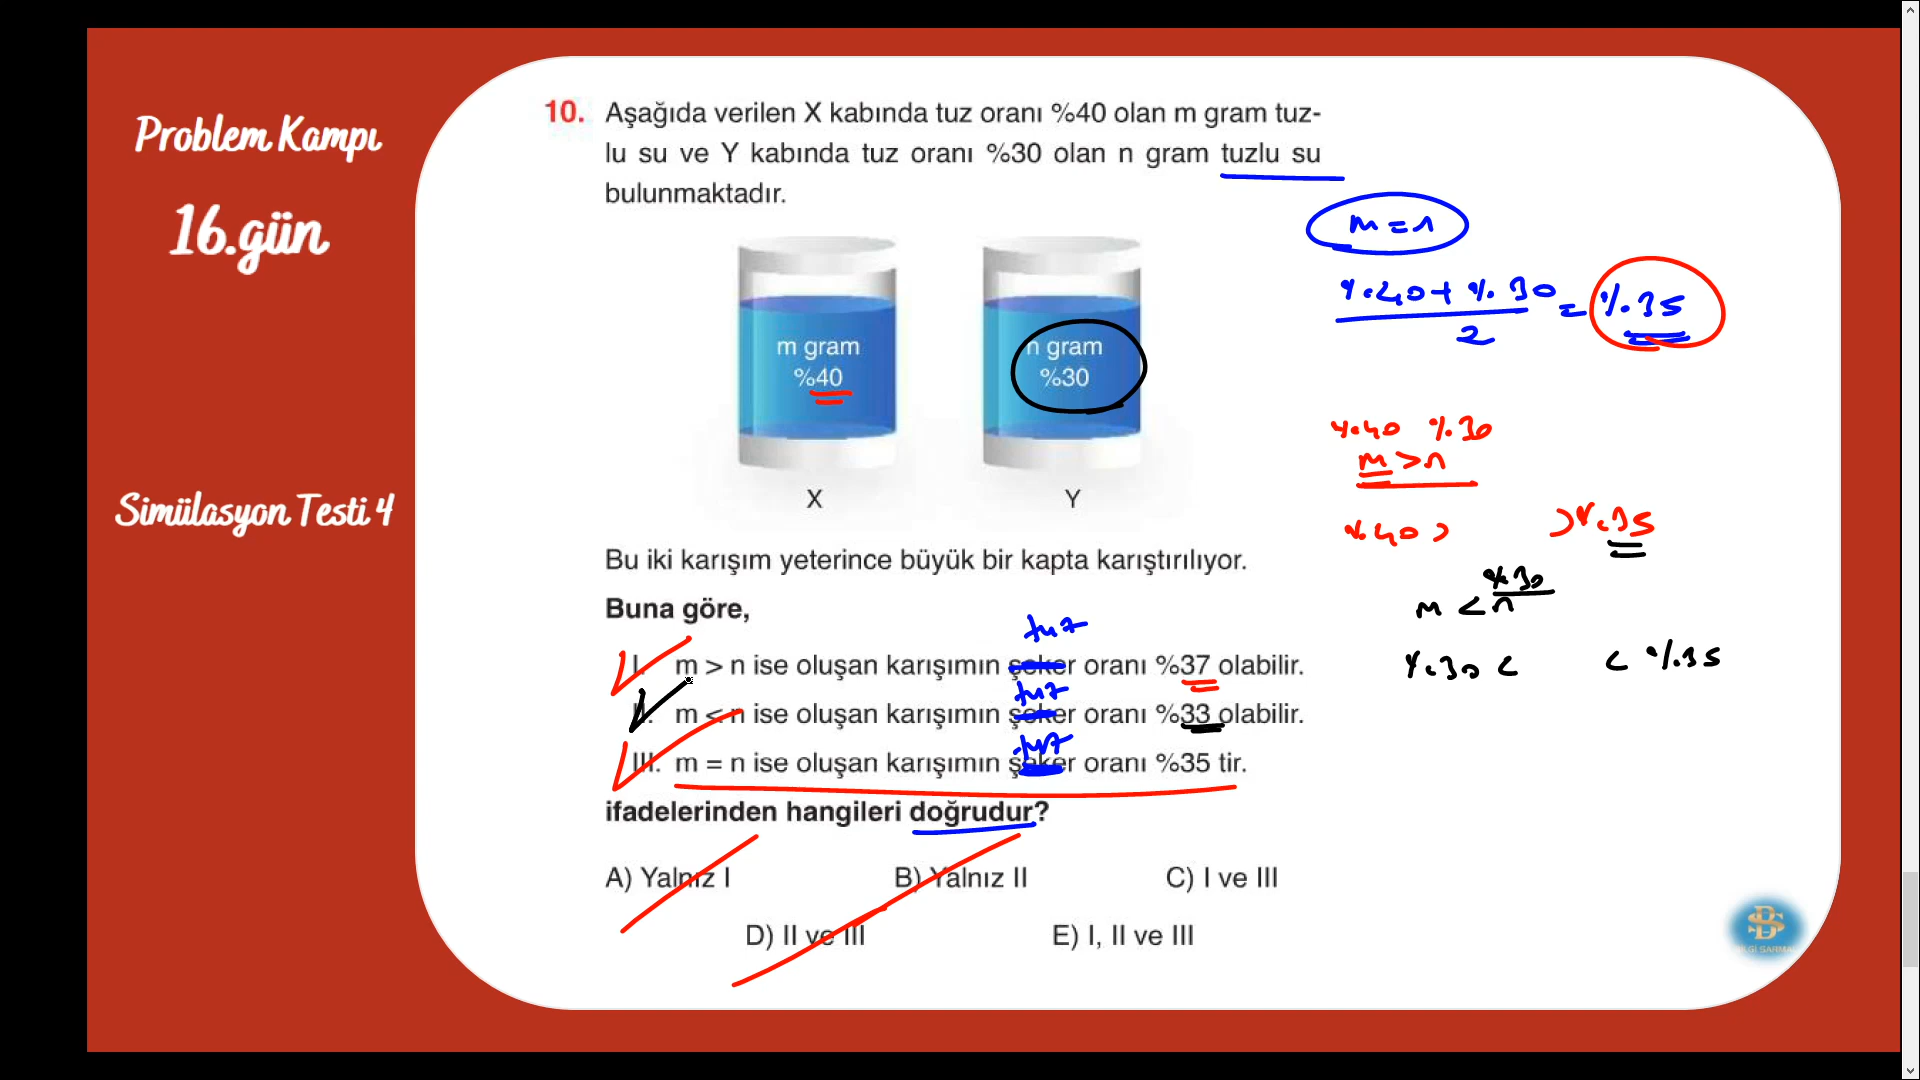 Problem Kampı
16.gün
Simülasyon Testi 4
10. Aşağıda verilen X kabında tuz oranı %40 olan m gram tuz-
lu su ve Y kabında tuz oranı %30 olan n gram tuzlu su
bulunmaktadır.
m = n
%40 + %30
2
= %35
m gram
%40
n gram
%30
X
Y
%40 %30
m > n
%40 >
> %35
%30
m < n
%30 <
< %35
Bu iki karışım yeterince büyük bir kapta karıştırılıyor.
Buna göre,
tuz
I. m > n ise oluşan karışımın şeker oranı %37 olabilir.
tuz
II. m < n ise oluşan karışımın şeker oranı %33 olabilir.
tuz
III. m = n ise oluşan karışımın şeker oranı %35 tir.
ifadelerinden hangileri doğrudur?
A) Yalnız I
B) Yalnız II
C) I ve III
D) II ve III
E) I, II ve III